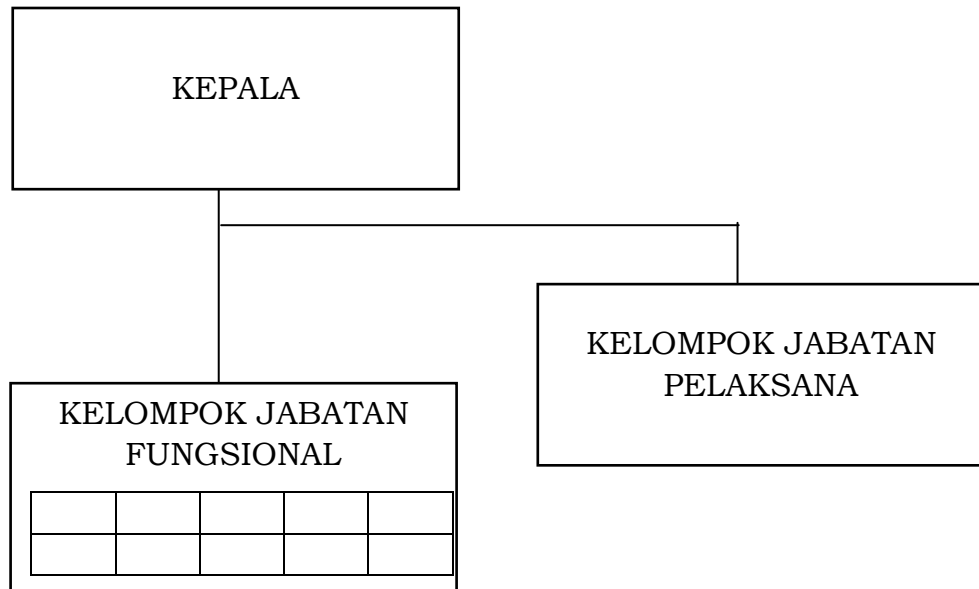 KEPALA
KELOMPOK JABATAN
PELAKSANA
KELOMPOK JABATAN
FUNGSIONAL